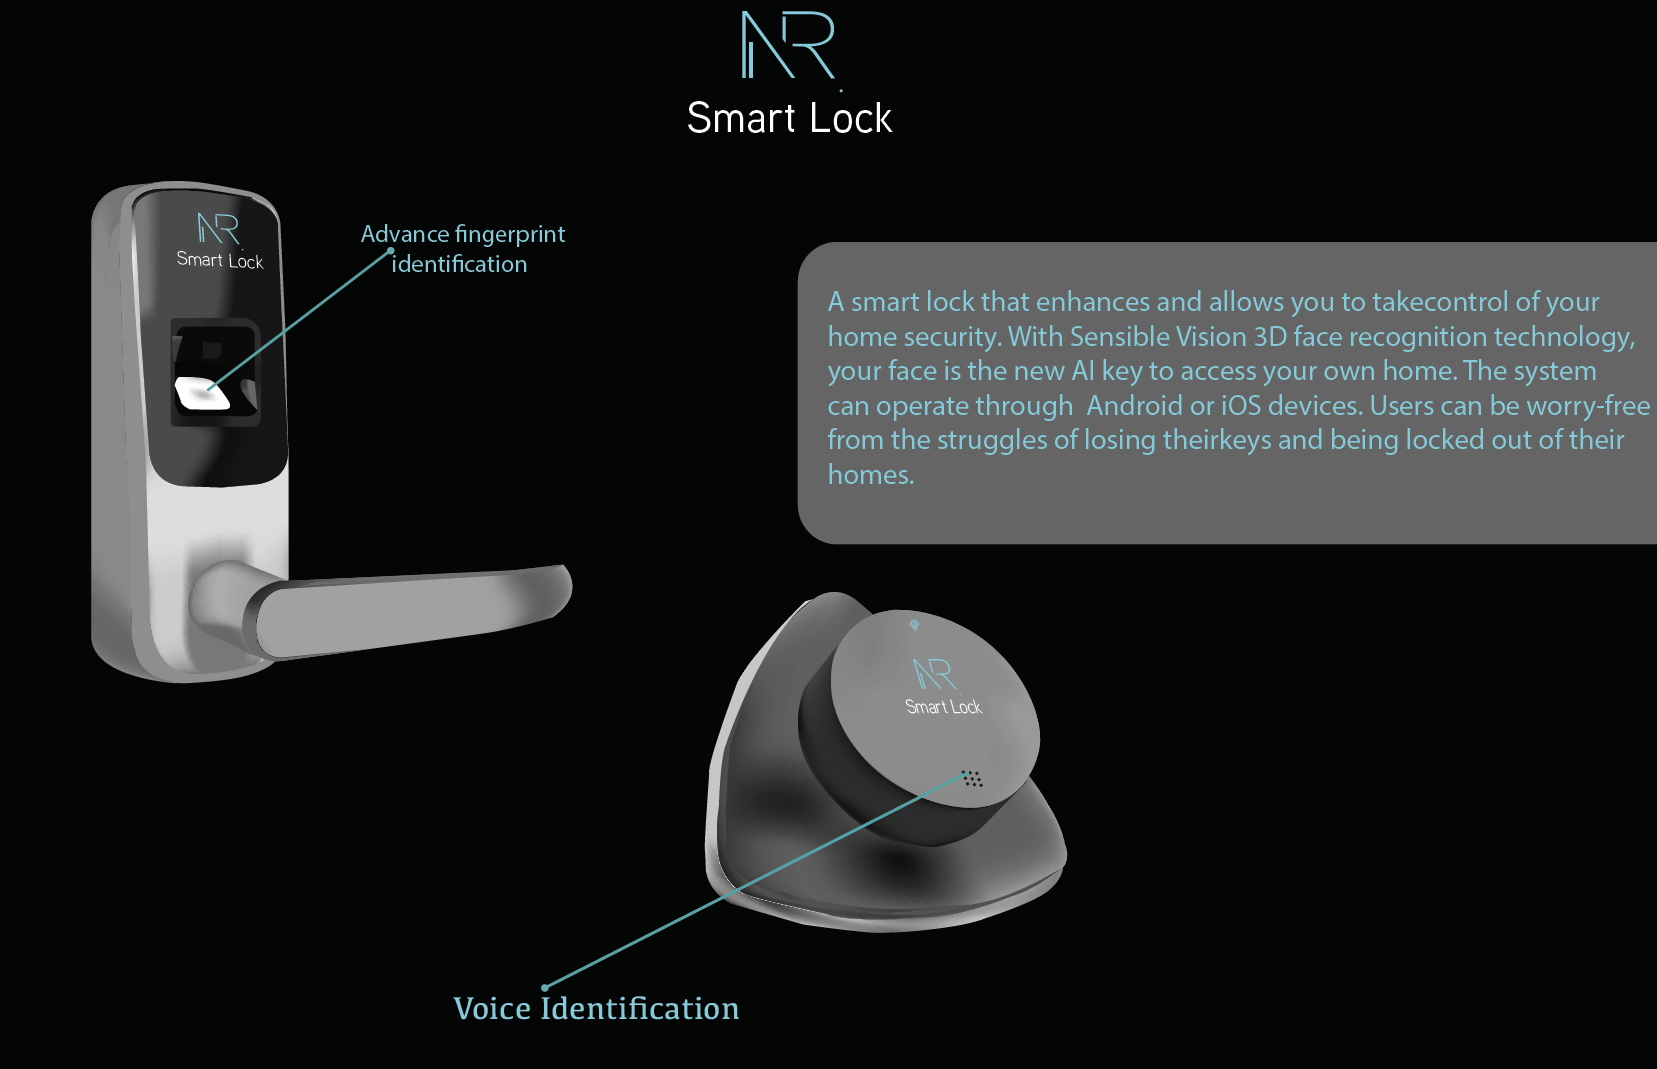 NR.
Smart Lock
NR.
Smart Lock
Advance fingerprint
identification
A smart lock that enhances and allows you to takecontrol of your
home security. With Sensible Vision 3D face recognition technology,
your face is the new AI key to access your own home. The system
can operate through  Android or iOS devices. Users can be worry-free
from the struggles of losing theirkeys and being locked out of their
homes.
NR.
Smart Lock
Voice Identification